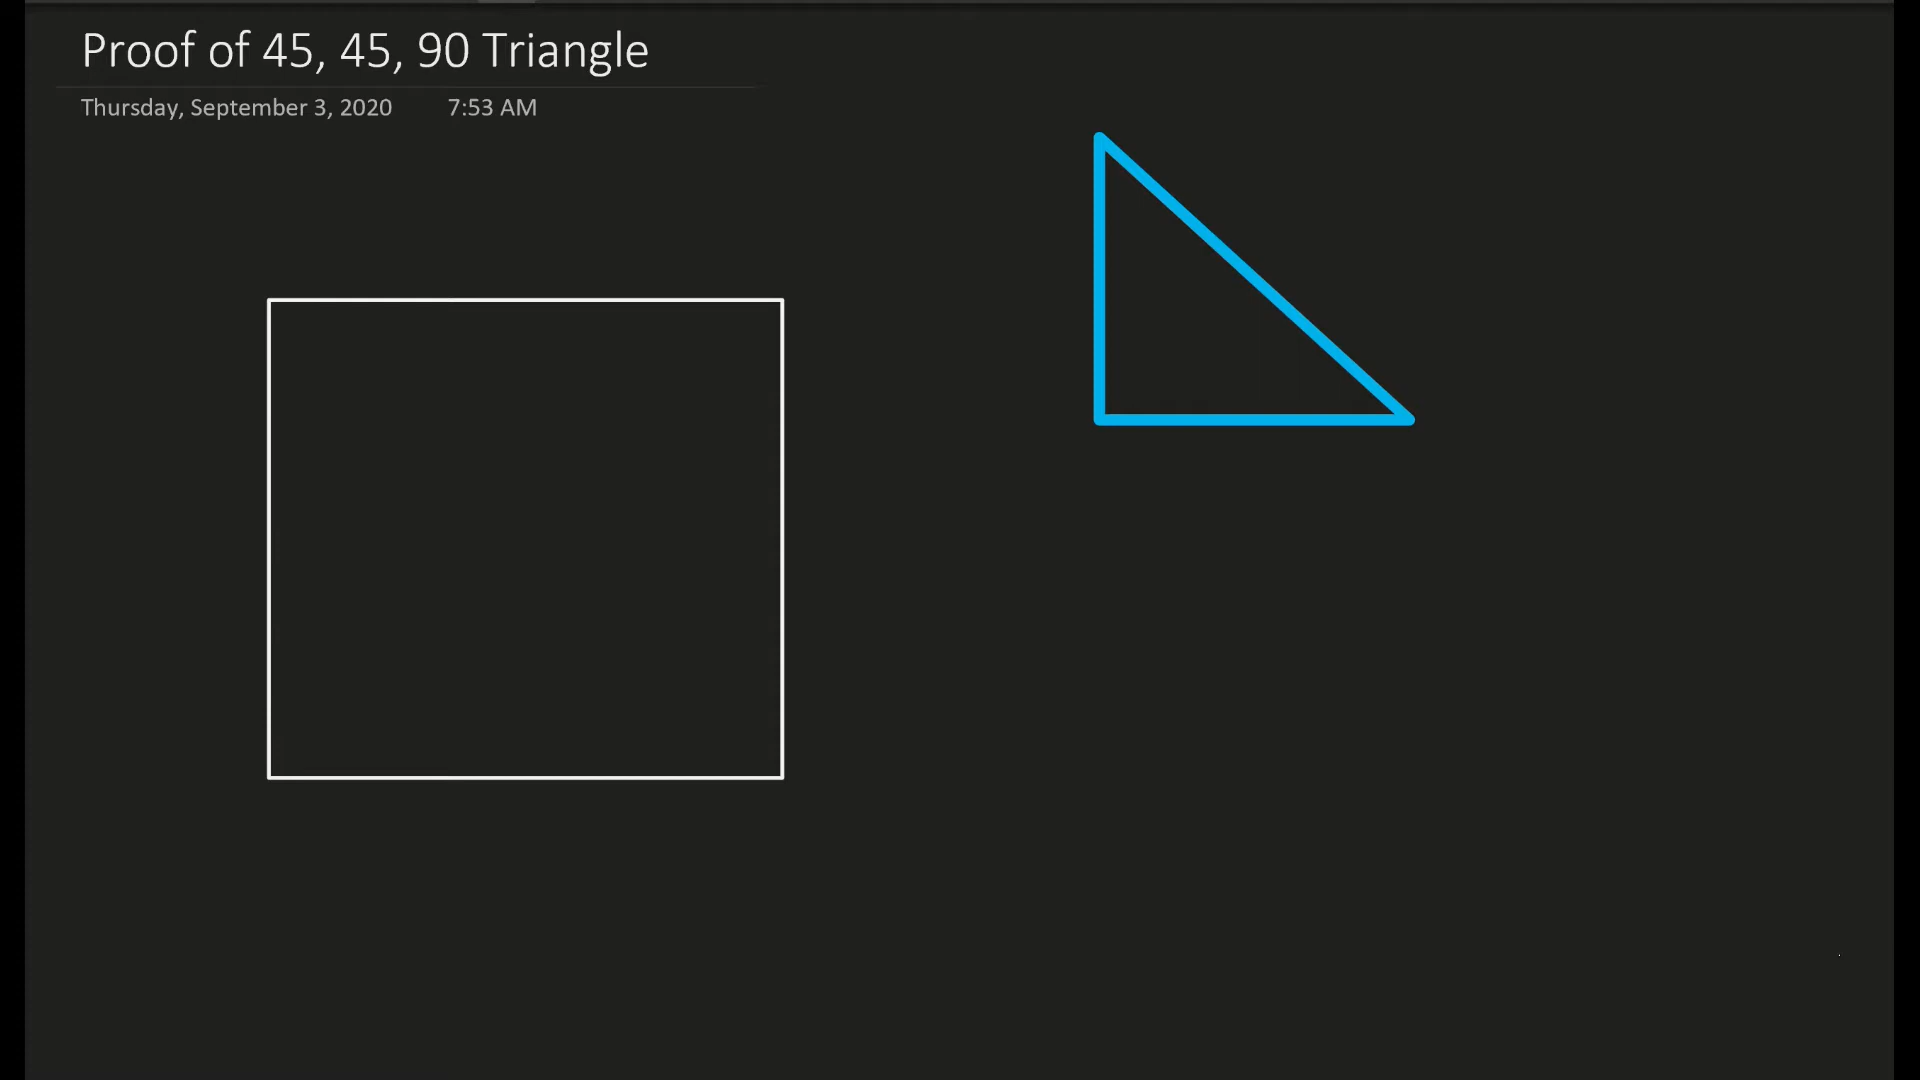 Proof of 45, 45, 90 Triangle
Thursday, September 3, 2020 7:53 AM